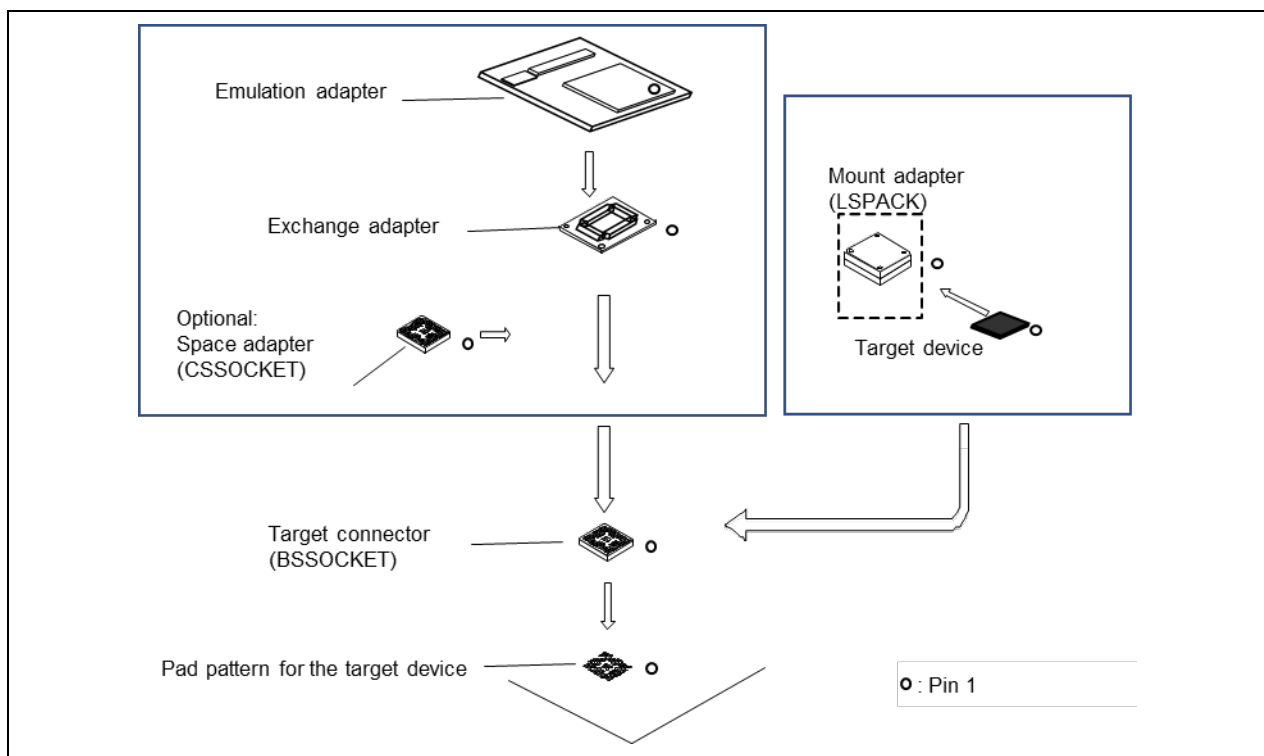 Emulation adapter
Exchange adapter
Optional:
Space adapter
(CSSOCKET)
Mount adapter
(LSPACK)
Target device
Target connector
(BSSOCKET)
Pad pattern for the target device
: Pin 1